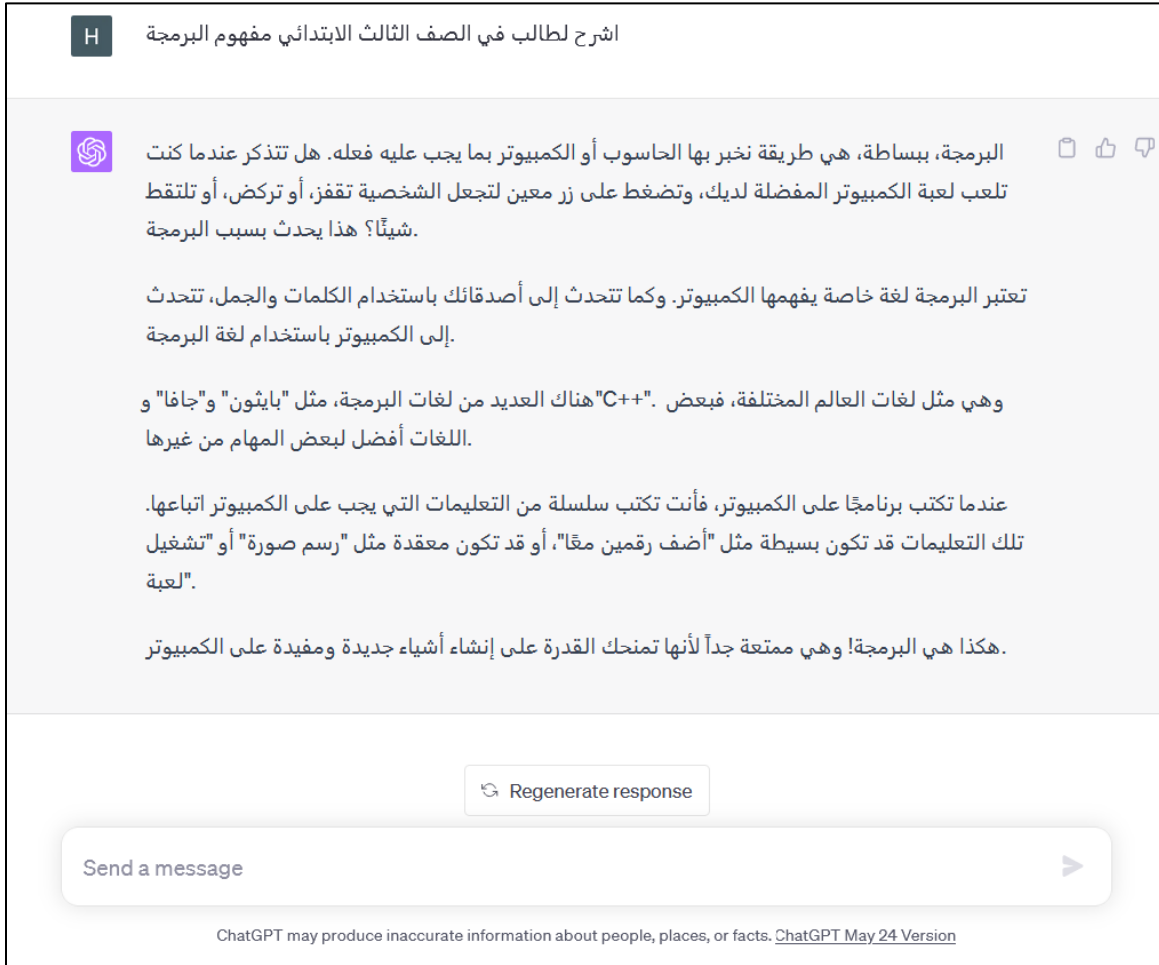 H
اشرح لطالب في الصف الثالث الابتدائي مفهوم البرمجة
البرمجة، ببساطة، هي طريقة نخبر بها الحاسوب أو الكمبيوتر بما يجب عليه فعله. هل تتذكر عندما كنت
تلعب لعبة الكمبيوتر المفضلة لديك، وتضغط على زر معين لتجعل الشخصية تقفز، أو تركض، أو تلتقط
شيئًا؟ هذا يحدث بسبب البرمجة.
تعتبر البرمجة لغة خاصة يفهمها الكمبيوتر. وكما تتحدث إلى أصدقائك باستخدام الكلمات والجمل، تتحدث
إلى الكمبيوتر باستخدام لغة البرمجة.
هناك العديد من لغات البرمجة، مثل "بايثون" و"جافا" و"C++". وهي مثل لغات العالم المختلفة، فبعض
اللغات أفضل لبعض المهام من غيرها.
عندما تكتب برنامجًا على الكمبيوتر، فأنت تكتب سلسلة من التعليمات التي يجب على الكمبيوتر اتباعها.
تلك التعليمات قد تكون بسيطة مثل "أضف رقمين معًا"، أو قد تكون معقدة مثل "رسم صورة" أو "تشغيل
لعبة".
هكذا هي البرمجة! وهي ممتعة جداً لأنها تمنحك القدرة على إنشاء أشياء جديدة ومفيدة على الكمبيوتر.
Regenerate response
Send a message
ChatGPT may produce inaccurate information about people, places, or facts. ChatGPT May 24 Version